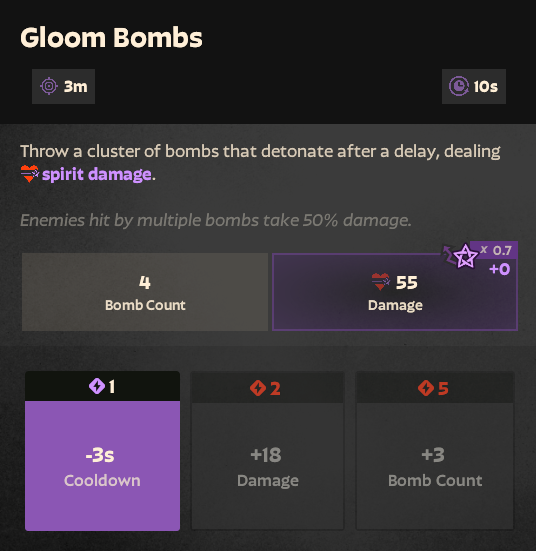 Gloom Bombs
3m
10s
Throw a cluster of bombs that detonate after a delay, dealing
spirit damage.
Enemies hit by multiple bombs take 50% damage.
x 0.7
+0
4
Bomb Count
55
Damage
1
-3s
Cooldown
2
+18
Damage
5
+3
Bomb Count